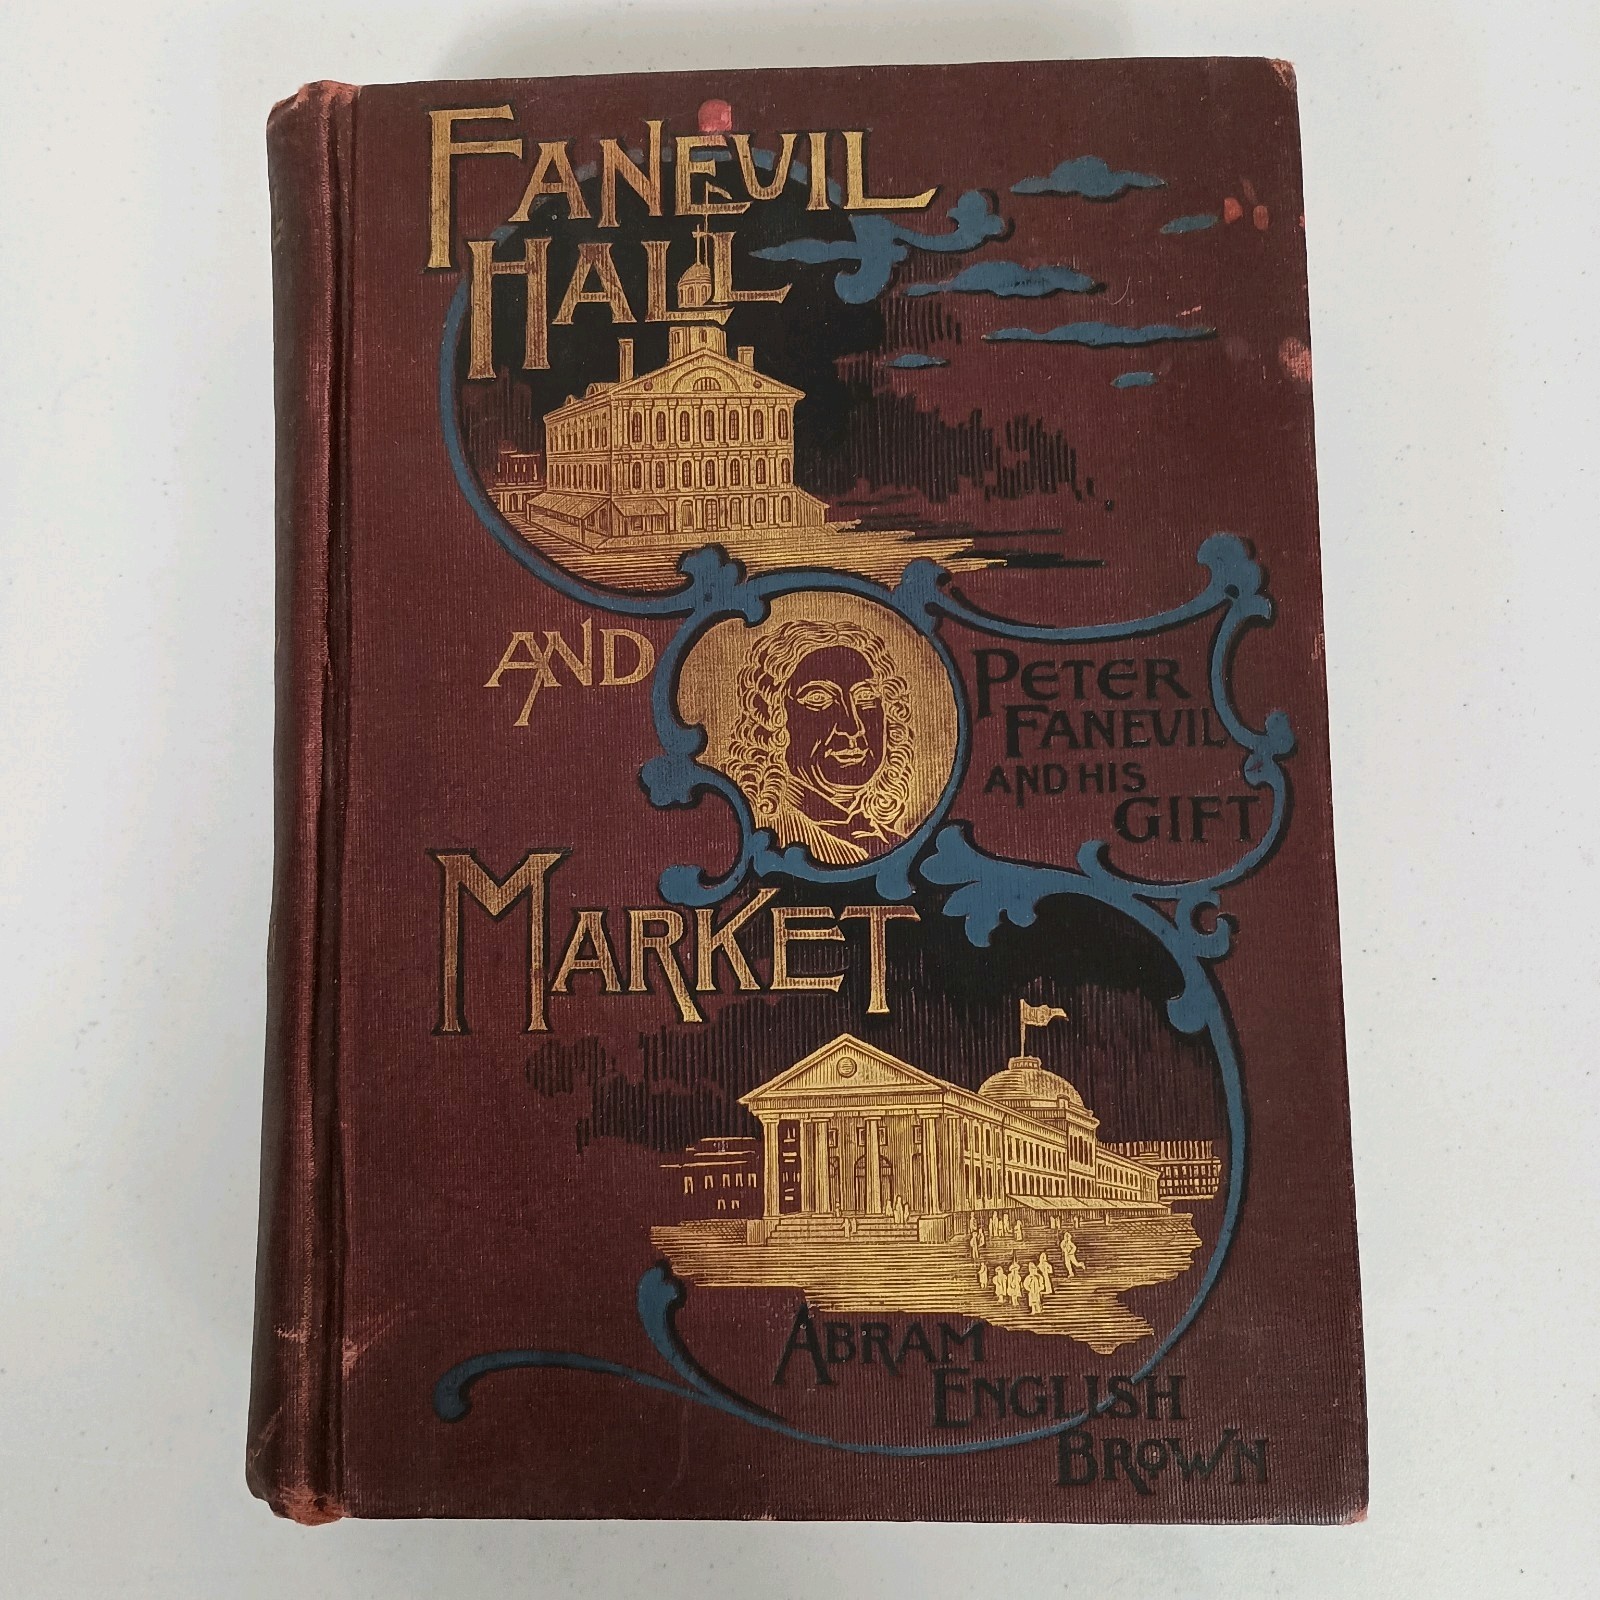 FANEUIL
HALL
AND
PETER
FANEUIL
AND HIS
GIFT
MARKET
ABRAM
ENGLISH
BROWN